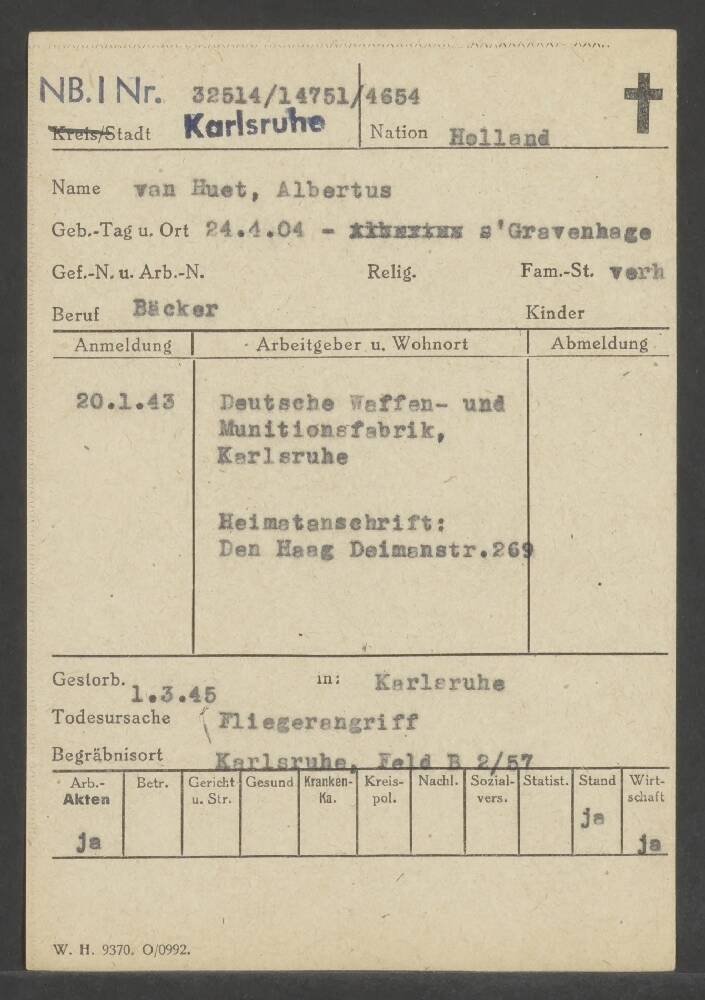 NB.I Nr. 32514/14751/4654
Kreis/Stadt Karlsruhe Nation Holland
Name van Huet, Albertus
Geb.-Tag u. Ort 24.4.04 - s'Gravenhage
Gef.-N. u. Arb.-N. Relig. Fam.-St. verh
Beruf Bäcker Kinder
Anmeldung Arbeitgeber u. Wohnort Abmeldung
20.1.43 Deutsche Waffen- und
Munitionsfabrik,
Karlsruhe
Heimatanschrift:
Den Haag Deimanstr.269
Gestorb. 1.3.45 in: Karlsruhe
Todesursache Fliegerangriff
Begräbnisort Karlsruhe, Feld B 2/57
Arb.- Betr. Gericht Gesund Kranken- Kreis- Nachl. Sozial- Statist. Stand Wirt-
Akten u. Str. Ka. pol. vers. schaft
ja ja ja
W. H. 9370. O/0992.